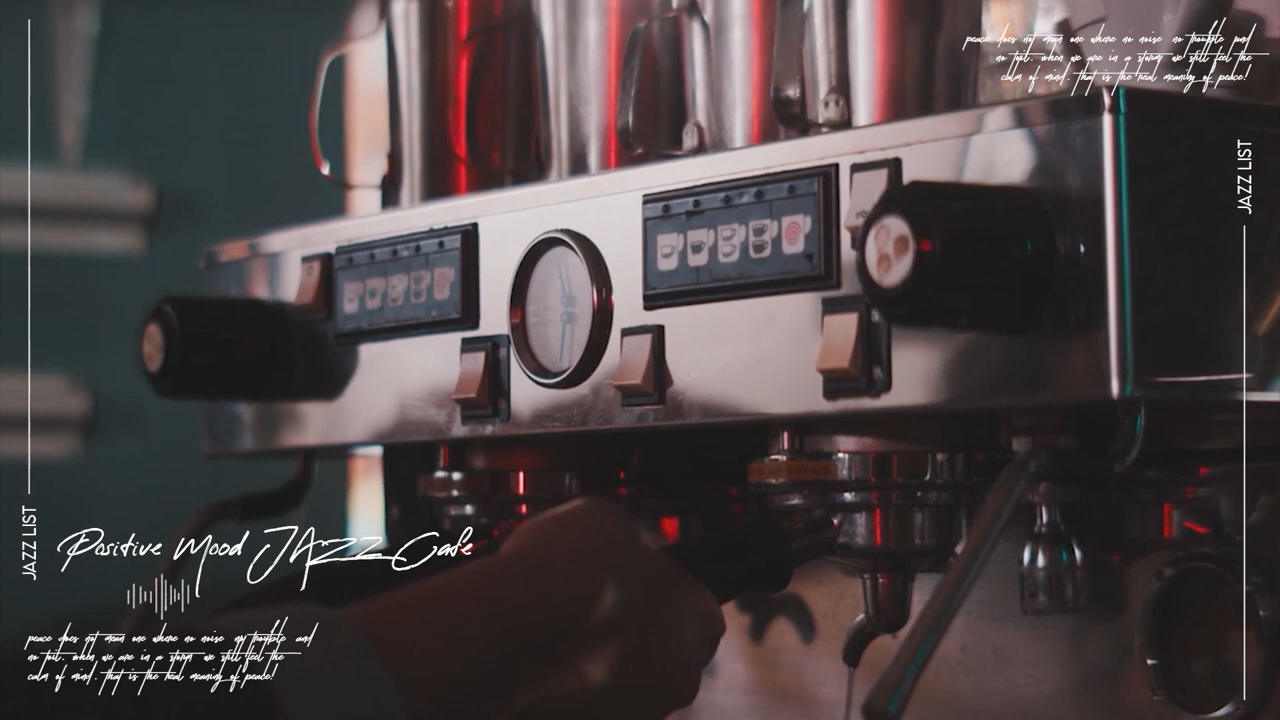 peace does not mean one where no noise no trouble and
no toil. when we are in a storm we still feel the
calm of mind. that is the real meaning of peace!
JAZZ LIST
JAZZ LIST
Positive Mood JAZZ Cafe
peace does not mean one where no noise no trouble and
no toil. when we are in a storm we still feel the
calm of mind. that is the real meaning of peace!